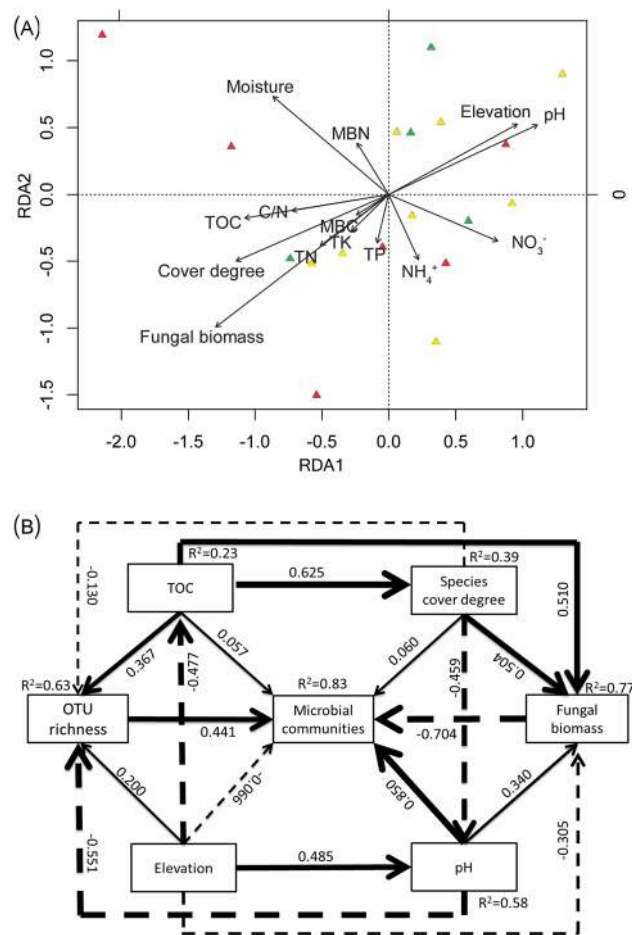 (A)
1.0
0.5
0.0
-0.5
-1.0
-1.5
RDA2
Moisture
MBN
Elevation
pH
0
C/N
TOC
MBC
TK
TN
TP
Cover degree
NO₃⁻
NH₄⁺
Fungal biomass
-2.0
-1.5
-1.0
-0.5
0.0
0.5
1.0
RDA1
(B)
-0.130
R²=0.23
R²=0.39
TOC
0.625
Species
cover degree
0.510
0.367
-0.477
0.057
0.060
-0.459
0.504
R²=0.63
R²=0.83
R²=0.77
OTU
richness
0.441
Microbial
communities
-0.704
Fungal
biomass
0.200
-0.066
0.850
0.340
-0.551
-0.305
Elevation
0.485
pH
R²=0.58